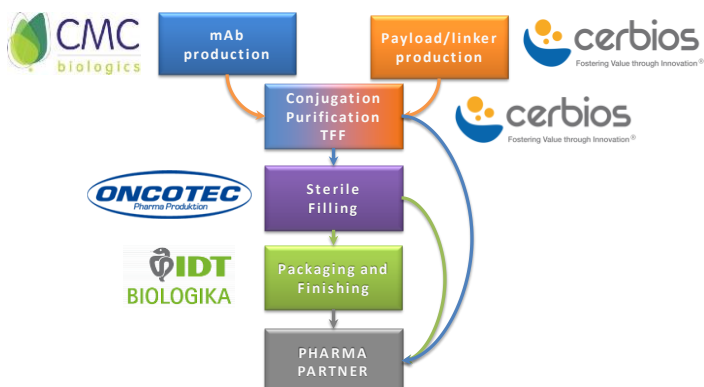 CMC
biologics
mAb
production
Payload/linker
production
cerbios
Fostering Value through Innovation®
Conjugation
Purification
TFF
cerbios
Fostering Value through Innovation®
ONCOTEC
Pharma Produktion
Sterile
Filling
IDT
BIOLOGIKA
Packaging and
Finishing
PHARMA
PARTNER